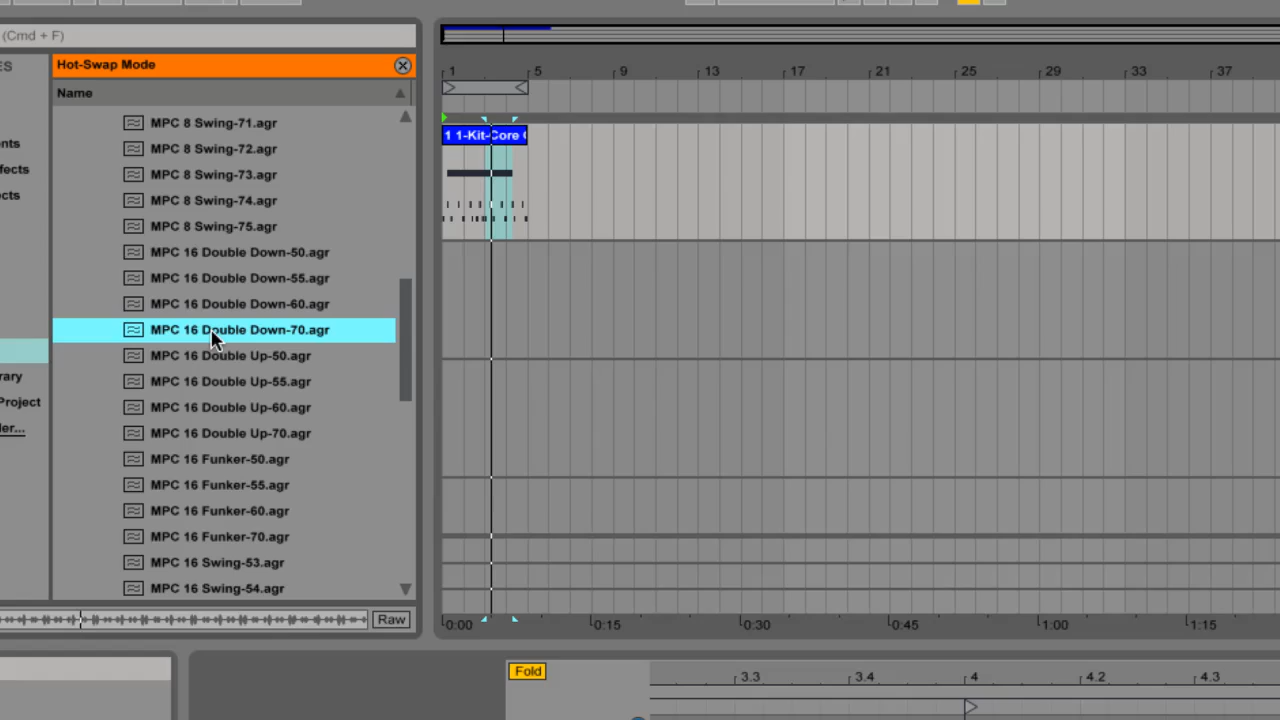 (Cmd + F)
ES
Hot-Swap Mode
Name
nts
fects
cts
rary
Project
ler...
MPC 8 Swing-71.agr
MPC 8 Swing-72.agr
MPC 8 Swing-73.agr
MPC 8 Swing-74.agr
MPC 8 Swing-75.agr
MPC 16 Double Down-50.agr
MPC 16 Double Down-55.agr
MPC 16 Double Down-60.agr
MPC 16 Double Down-70.agr
MPC 16 Double Up-50.agr
MPC 16 Double Up-55.agr
MPC 16 Double Up-60.agr
MPC 16 Double Up-70.agr
MPC 16 Funker-50.agr
MPC 16 Funker-55.agr
MPC 16 Funker-60.agr
MPC 16 Funker-70.agr
MPC 16 Swing-53.agr
MPC 16 Swing-54.agr
Raw
1 5 9 13 17 21 25 29 33 37
1 1-Kit-Core
0:00 0:15 0:30 0:45 1:00 1:15
Fold
3.3 3.4 4 4.2 4.3